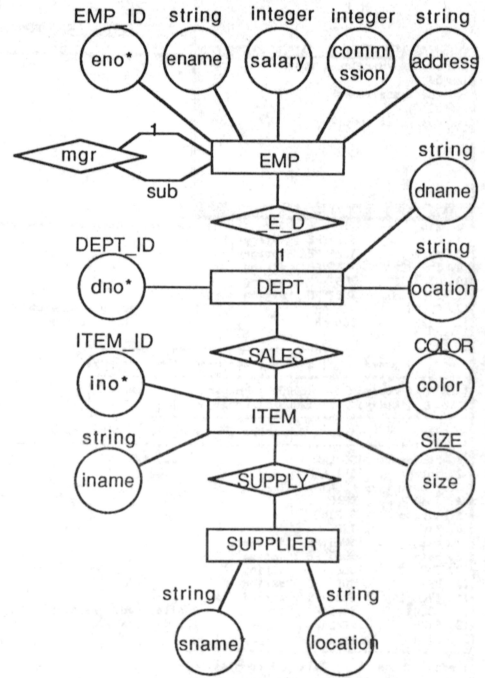 EMP_ID string integer integer string
eno* ename salary commi ssion address
1
mgr
EMP
sub
string
dname
_E_D
DEPT_ID
1
string
dno*
DEPT
ocation
ITEM_ID
SALES
COLOR
ino*
color
string
ITEM
SIZE
iname
SUPPLY
size
SUPPLIER
string string
sname*
location